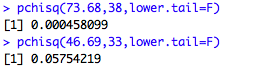 > pchisq(73.68,38,lower.tail=F)
[1] 0.000458099
> pchisq(46.69,33,lower.tail=F)
[1] 0.05754219